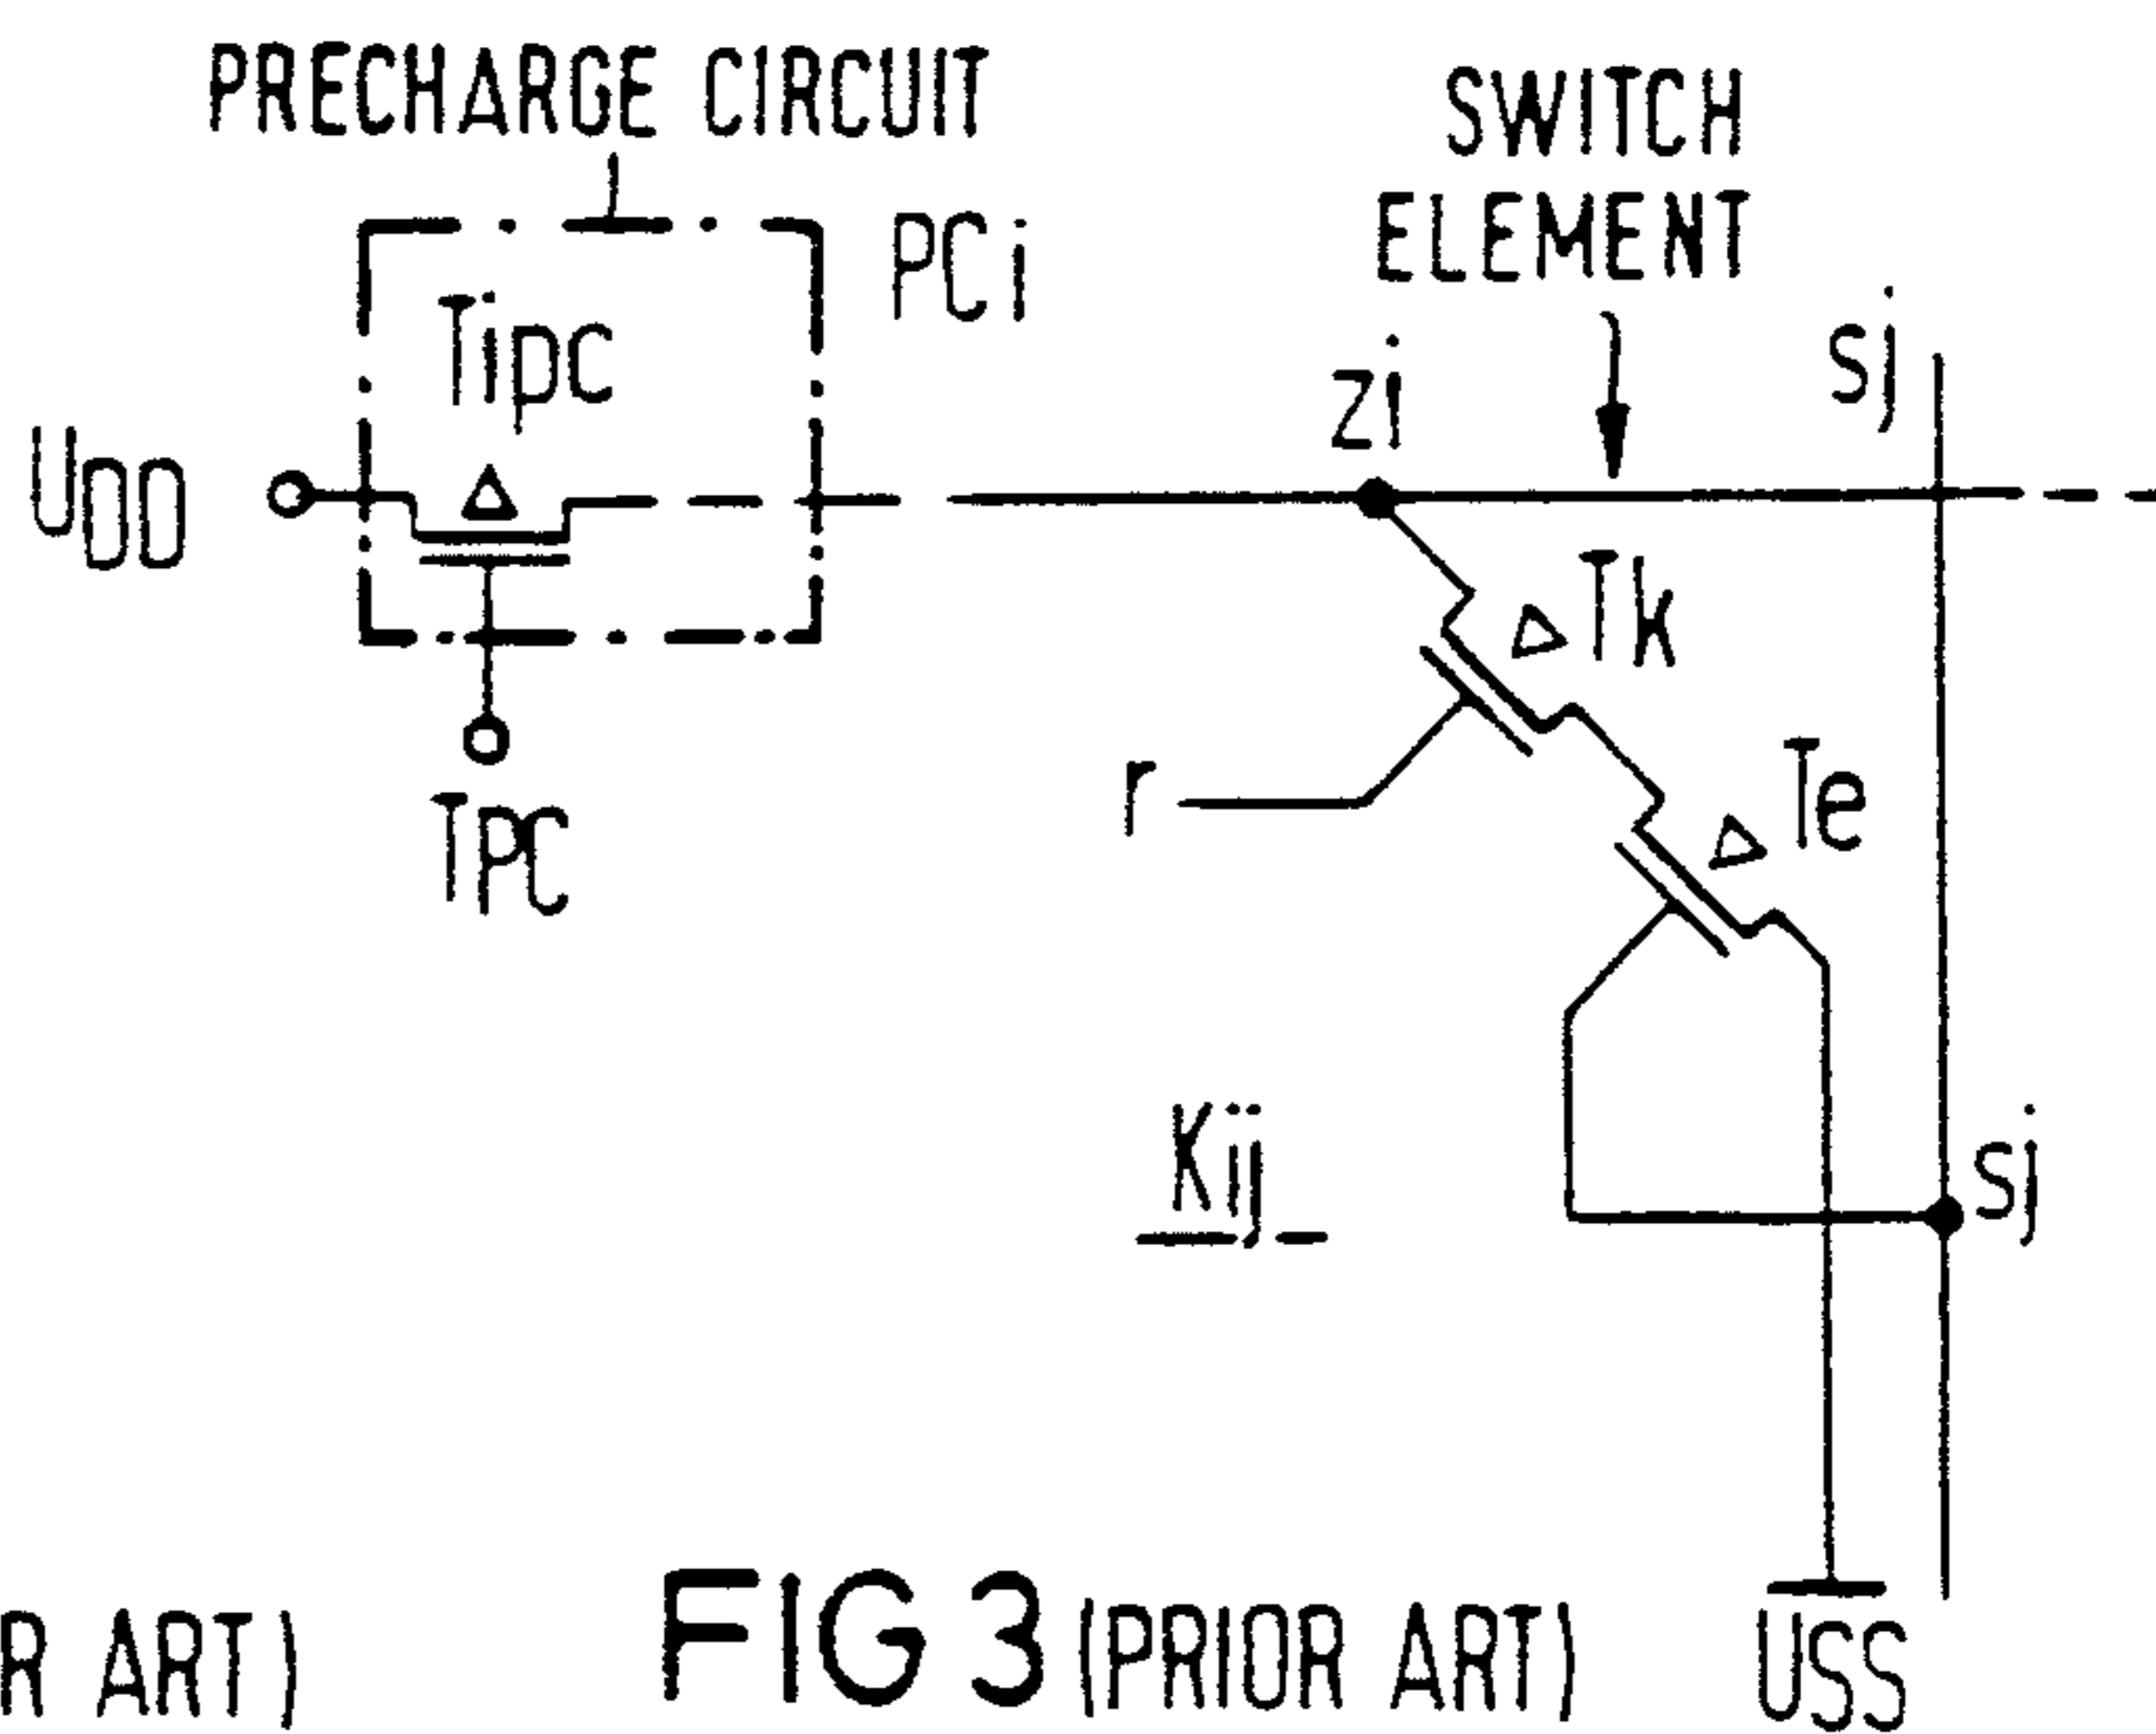 PRECHARGE CIRCUIT
SWITCH
ELEMENT
PCi
Tipc
zi
sj
UDD
Tk
r
Te
TPC
Kij
sj
R ART)
FIG 3 (PRIOR ART)
USS